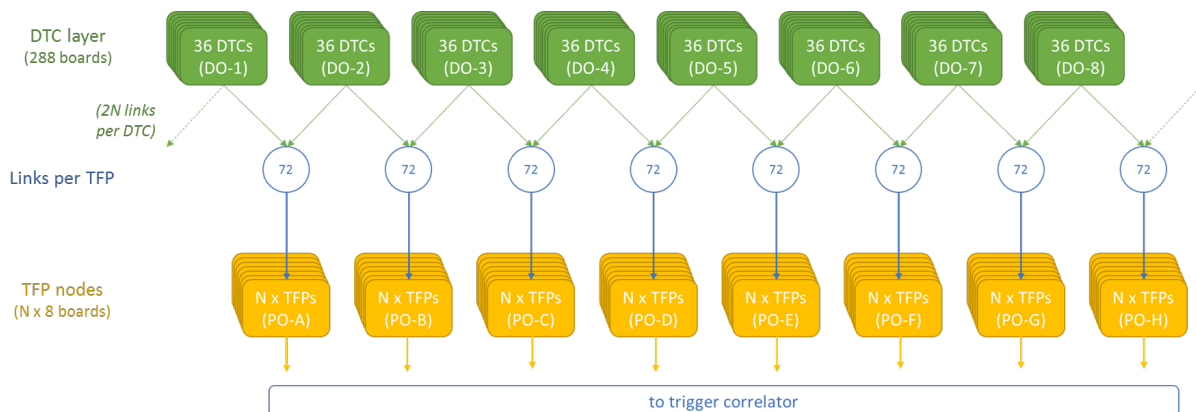 DTC layer
(288 boards)
36 DTCs
(DO-1)
36 DTCs
(DO-2)
36 DTCs
(DO-3)
36 DTCs
(DO-4)
36 DTCs
(DO-5)
36 DTCs
(DO-6)
36 DTCs
(DO-7)
36 DTCs
(DO-8)
(2N links
per DTC)
Links per TFP
72
72
72
72
72
72
72
72
TFP nodes
(N x 8 boards)
N x TFPs
(PO-A)
N x TFPs
(PO-B)
N x TFPs
(PO-C)
N x TFPs
(PO-D)
N x TFPs
(PO-E)
N x TFPs
(PO-F)
N x TFPs
(PO-G)
N x TFPs
(PO-H)
to trigger correlator